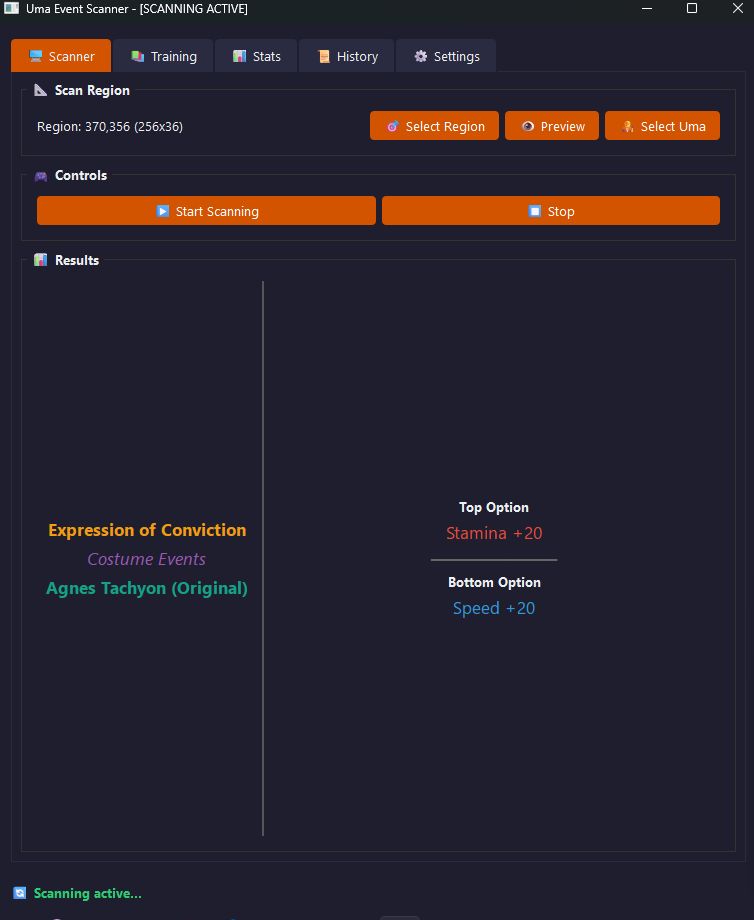 Uma Event Scanner - [SCANNING ACTIVE]
Scanner Training Stats History Settings
Scan Region
Region: 370,356 (256x36) Select Region Preview Select Uma
Controls
Start Scanning Stop
Results
Expression of Conviction
Costume Events
Agnes Tachyon (Original)
Top Option
Stamina +20
Bottom Option
Speed +20
Scanning active...